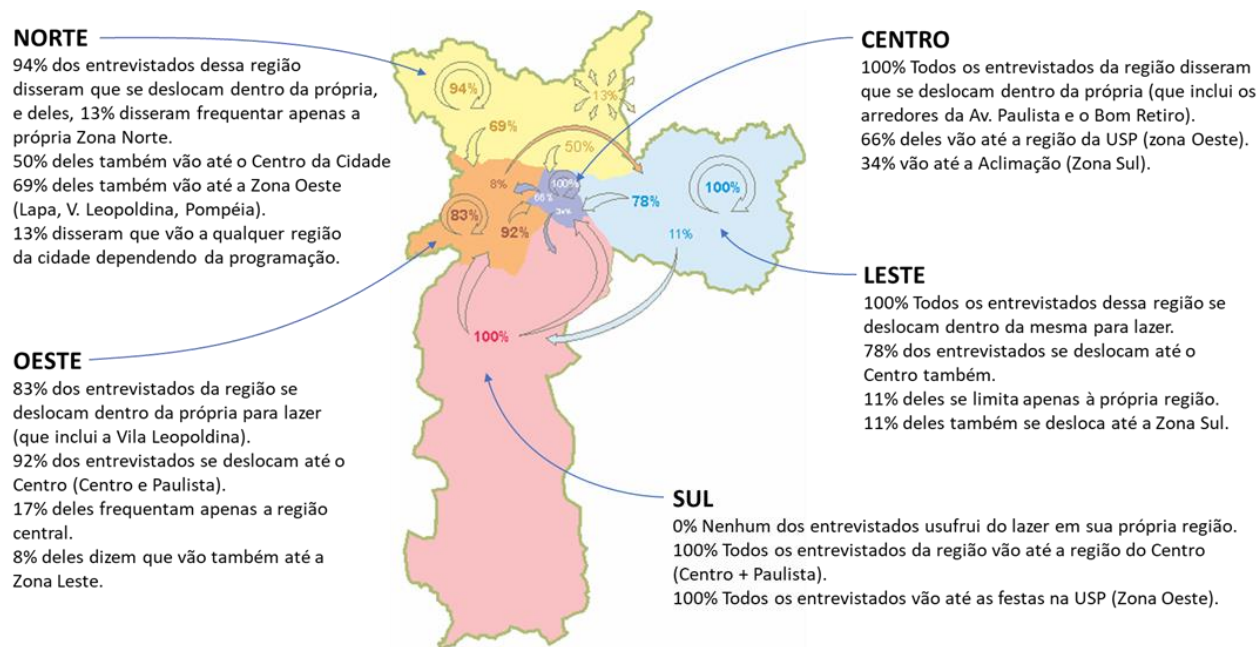 NORTE
94% dos entrevistados dessa região
disseram que se deslocam dentro da própria,
e deles, 13% disseram frequentar apenas a
própria Zona Norte.
50% deles também vão até o Centro da Cidade
69% deles também vão até a Zona Oeste
(Lapa, V. Leopoldina, Pompéia).
13% disseram que vão a qualquer região
da cidade dependendo da programação.
OESTE
83% dos entrevistados da região se
deslocam dentro da própria para lazer
(que inclui a Vila Leopoldina).
92% dos entrevistados se deslocam até o
Centro (Centro e Paulista).
17% deles frequentam apenas a região
central.
8% deles dizem que vão também até a
Zona Leste.
94%
13%
69%
50%
8%
100%
66%
83%
92%
34%
78%
100%
11%
100%
CENTRO
100% Todos os entrevistados da região disseram
que se deslocam dentro da própria (que inclui os
arredores da Av. Paulista e o Bom Retiro).
66% deles vão até a região da USP (zona Oeste).
34% vão até a Aclimação (Zona Sul).
LESTE
100% Todos os entrevistados dessa região se
deslocam dentro da mesma para lazer.
78% dos entrevistados se deslocam até o
Centro também.
11% deles se limita apenas à própria região.
11% deles também se desloca até a Zona Sul.
SUL
0% Nenhum dos entrevistados usufrui do lazer em sua própria região.
100% Todos os entrevistados da região vão até a região do Centro
(Centro + Paulista).
100% Todos os entrevistados vão até as festas na USP (Zona Oeste).